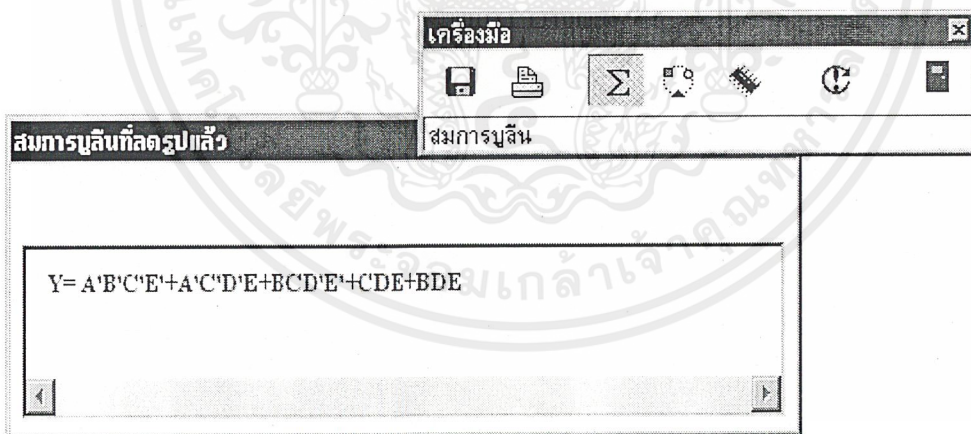 เครื่องมือ
สมการบูลีน
สมการบูลีนที่ลดรูปแล้ว
Y= A'B'C'E'+A'C'D'E+BCD'E'+CDE+BDE